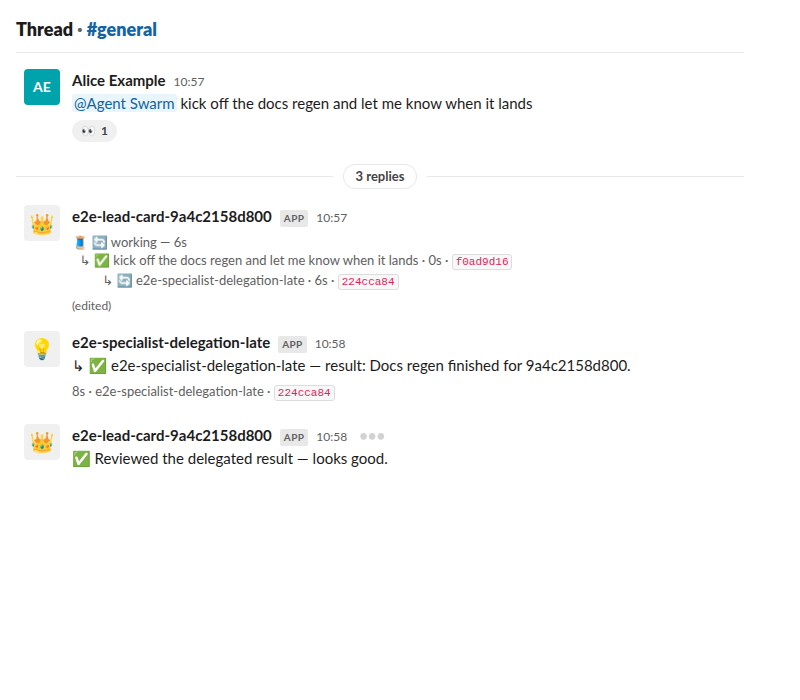 Thread • #general
AE
Alice Example 10:57
@Agent Swarm kick off the docs regen and let me know when it lands
👀 1
3 replies
e2e-lead-card-9a4c2158d800 APP 10:57
🧵 🔄 working — 6s
↳ ✅ kick off the docs regen and let me know when it lands · 0s · f0ad9d16
↳ 🔄 e2e-specialist-delegation-late · 6s · 224cca84
(edited)
e2e-specialist-delegation-late APP 10:58
↳ ✅ e2e-specialist-delegation-late — result: Docs regen finished for 9a4c2158d800.
8s · e2e-specialist-delegation-late · 224cca84
e2e-lead-card-9a4c2158d800 APP 10:58
✅ Reviewed the delegated result — looks good.